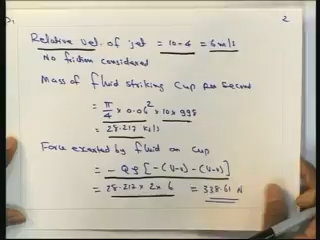 2
Relative vel. of jet = 10-4 = 6 m/s
No friction considered
Mass of fluid striking cup per second
= π/4 × 0.06² × 10 × 998
= 28.217 kg/s
Force exerted by fluid on cup
= - Qρ [-(V-u) - (V-u)]
= 28.217 × 2 × 6 = 338.61 N